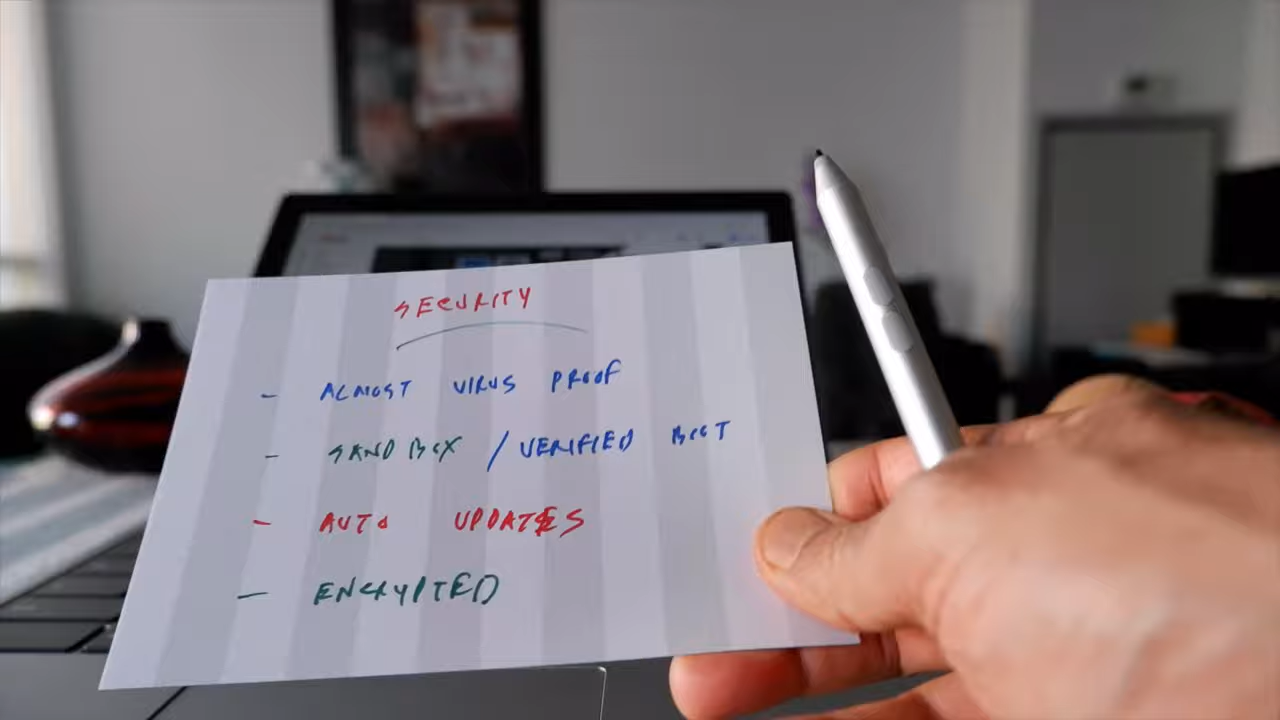 SECURITY
- ALMOST VIRUS PROOF
- SANDBOX / VERIFIED BOOT
- AUTO UPDATES
- ENCRYPTED